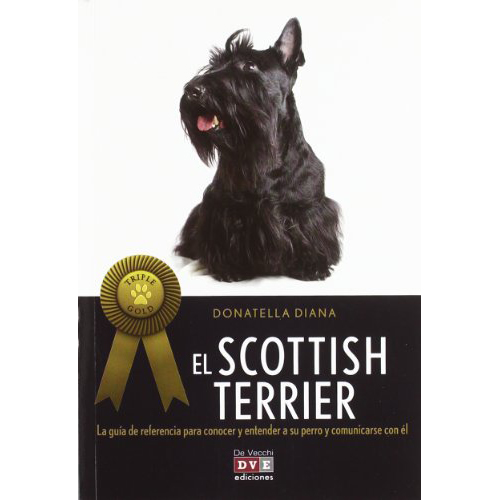 TRIPLE
GOLD
DONATELLA DIANA
EL SCOTTISH
TERRIER
La guía de referencia para conocer y entender a su perro y comunicarse con él
De Vecchi
DVE
ediciones